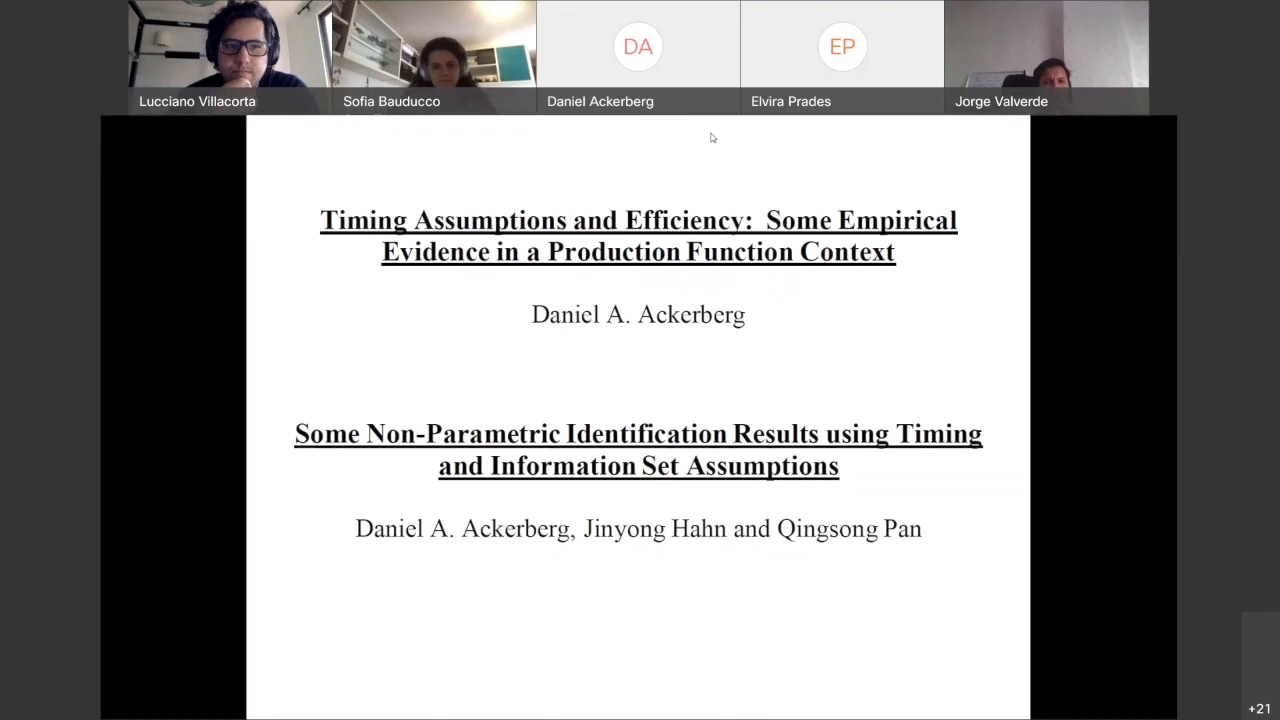 DA
EP
Lucciano Villacorta
Sofia Bauducco
Daniel Ackerberg
Elvira Prades
Jorge Valverde
Timing Assumptions and Efficiency: Some Empirical
Evidence in a Production Function Context
Daniel A. Ackerberg
Some Non-Parametric Identification Results using Timing
and Information Set Assumptions
Daniel A. Ackerberg, Jinyong Hahn and Qingsong Pan
+21